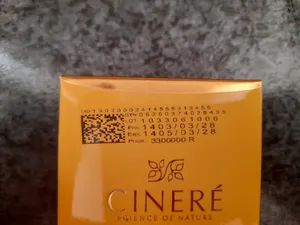 LOT: 1033061006
Pro.: 1403/03/28
Exp.: 1405/03/28
Price: 3300000 R
CINERÉ
SCIENCE OF NATURE